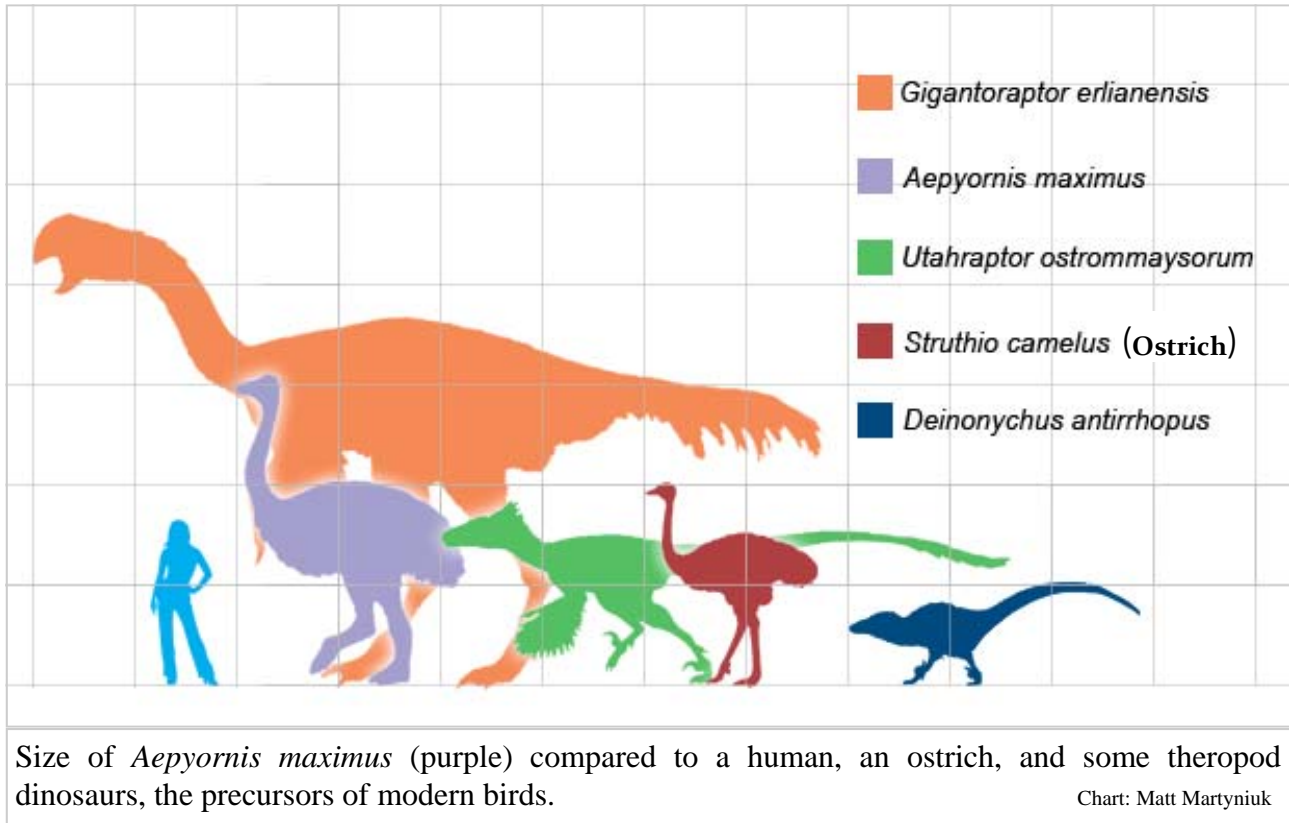 Gigantoraptor erlianensis
Aepyornis maximus
Utahraptor ostrommaysorum
Struthio camelus (Ostrich)
Deinonychus antirrhopus
Size of Aepyornis maximus (purple) compared to a human, an ostrich, and some theropod
dinosaurs, the precursors of modern birds.
Chart: Matt Martyniuk